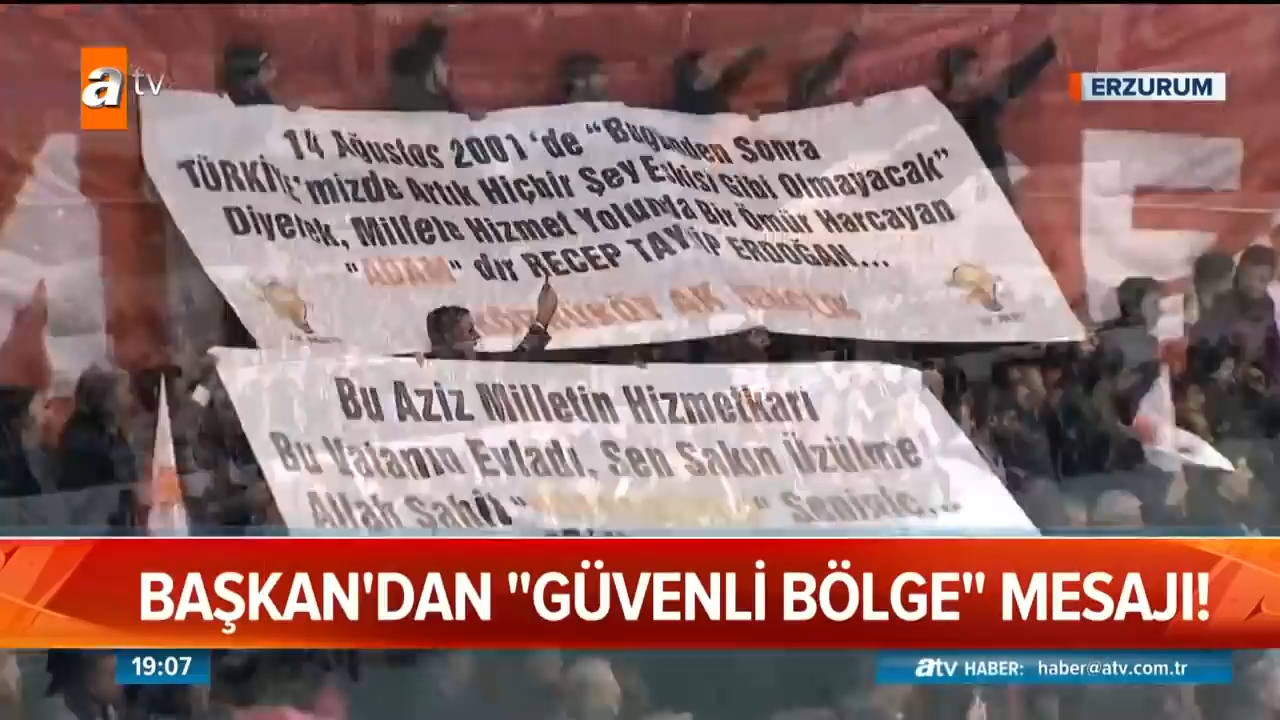 atv
ERZURUM
14 Ağustos 2001 'de "Bugünden Sonra
TÜRKİYE'mizde Artık Hiçbir Şey Eskisi Gibi Olmayacak"
Diyerek, Millete Hizmet Yolunda Bir Ömür Harcayan
"ADAM" dır RECEP TAYYİP ERDOĞAN...
AK
Bu Aziz Milletin Hizmetkarı
Bu Vatanın Evladı, Sen Sakın Üzülme
Allah Şahit " " Seninle...
BAŞKAN'DAN "GÜVENLİ BÖLGE" MESAJI!
19:07
atv HABER: haber@atv.com.tr